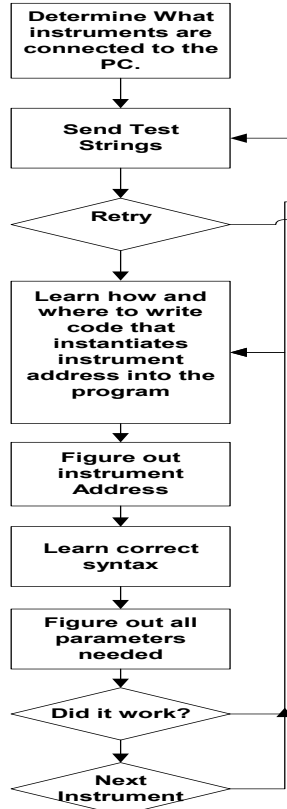 Determine What
instruments are
connected to the
PC.
Send Test
Strings
Retry
Learn how and
where to write
code that
instantiates
instrument
address into the
program
Figure out
instrument
Address
Learn correct
syntax
Figure out all
parameters
needed
Did it work?
Next
Instrument